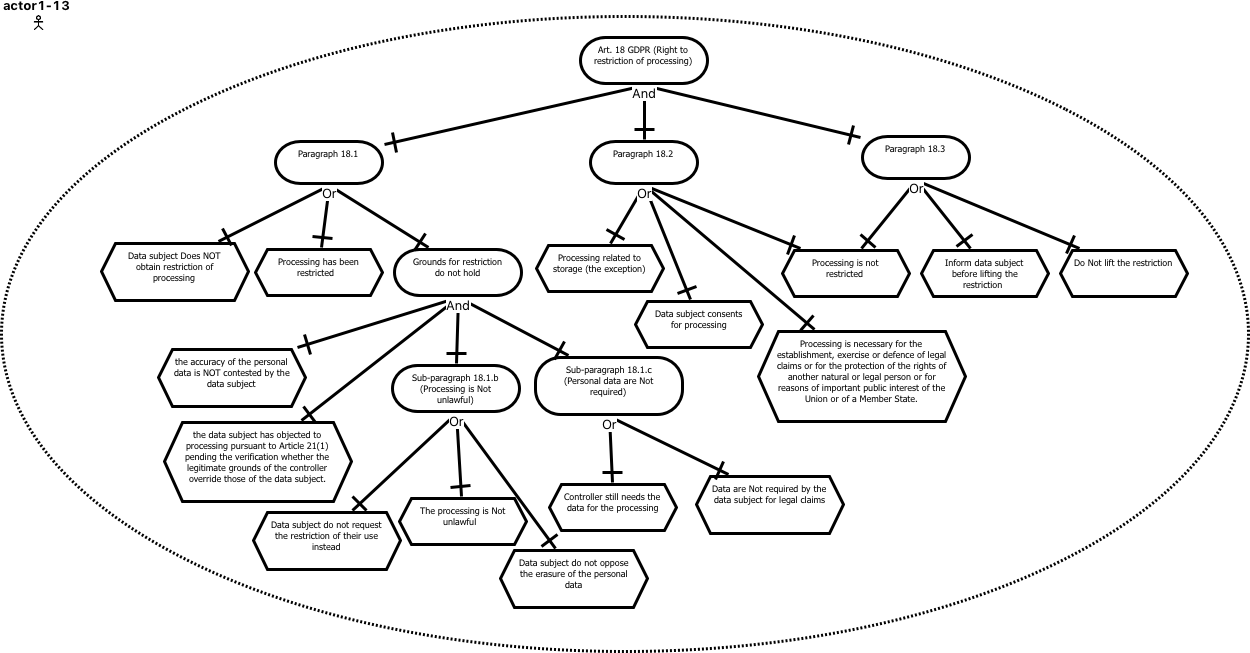 actor1-13
Art. 18 GDPR (Right to
restriction of processing)
And
Paragraph 18.1
Paragraph 18.2
Paragraph 18.3
Or
Or
Or
Data subject Does NOT
obtain restriction of
processing
Processing has been
restricted
Grounds for restriction
do not hold
Processing related to
storage (the exception)
Processing is not
restricted
Inform data subject
before lifting the
restriction
Do Not lift the restriction
And
Data subject consents
for processing
the accuracy of the personal
data is NOT contested by the
data subject
Sub-paragraph 18.1.b
(Processing is Not
unlawful)
Sub-paragraph 18.1.c
(Personal data are Not
required)
Processing is necessary for the
establishment, exercise or defence of legal
claims or for the protection of the rights of
another natural or legal person or for
reasons of important public interest of the
Union or of a Member State.
Or
Or
the data subject has objected to
processing pursuant to Article 21(1)
pending the verification whether the
legitimate grounds of the controller
override those of the data subject.
Controller still needs the
data for the processing
Data are Not required by the
data subject for legal claims
Data subject do not request
the restriction of their use
instead
The processing is Not
unlawful
Data subject do not oppose
the erasure of the personal
data